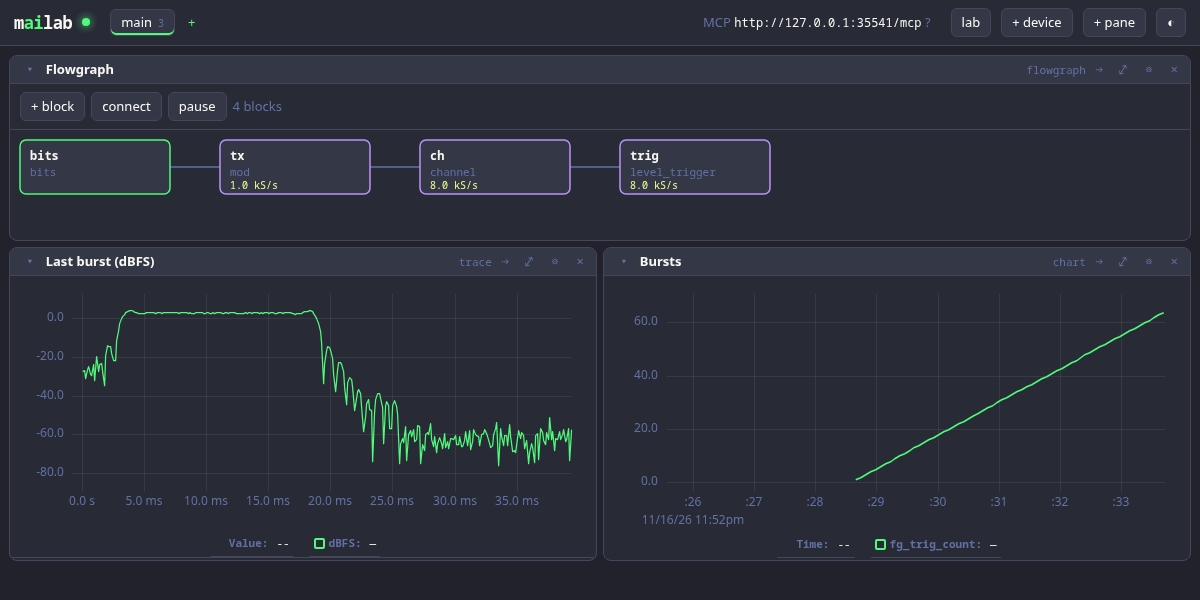 mailab main 3 + MCP http://127.0.0.1:35541/mcp ? lab + device + pane
Flowgraph flowgraph
+ block connect pause 4 blocks
bits
bits
tx
mod
1.0 kS/s
ch
channel
8.0 kS/s
trig
level_trigger
8.0 kS/s
Last burst (dBFS) trace
0.0
-20.0
-40.0
-60.0
-80.0
0.0 s 5.0 ms 10.0 ms 15.0 ms 20.0 ms 25.0 ms 30.0 ms 35.0 ms
Value: -- dBFS: —
Bursts chart
60.0
40.0
20.0
0.0
:26 :27 :28 :29 :30 :31 :32 :33
11/16/26 11:52pm
Time: -- fg_trig_count: —